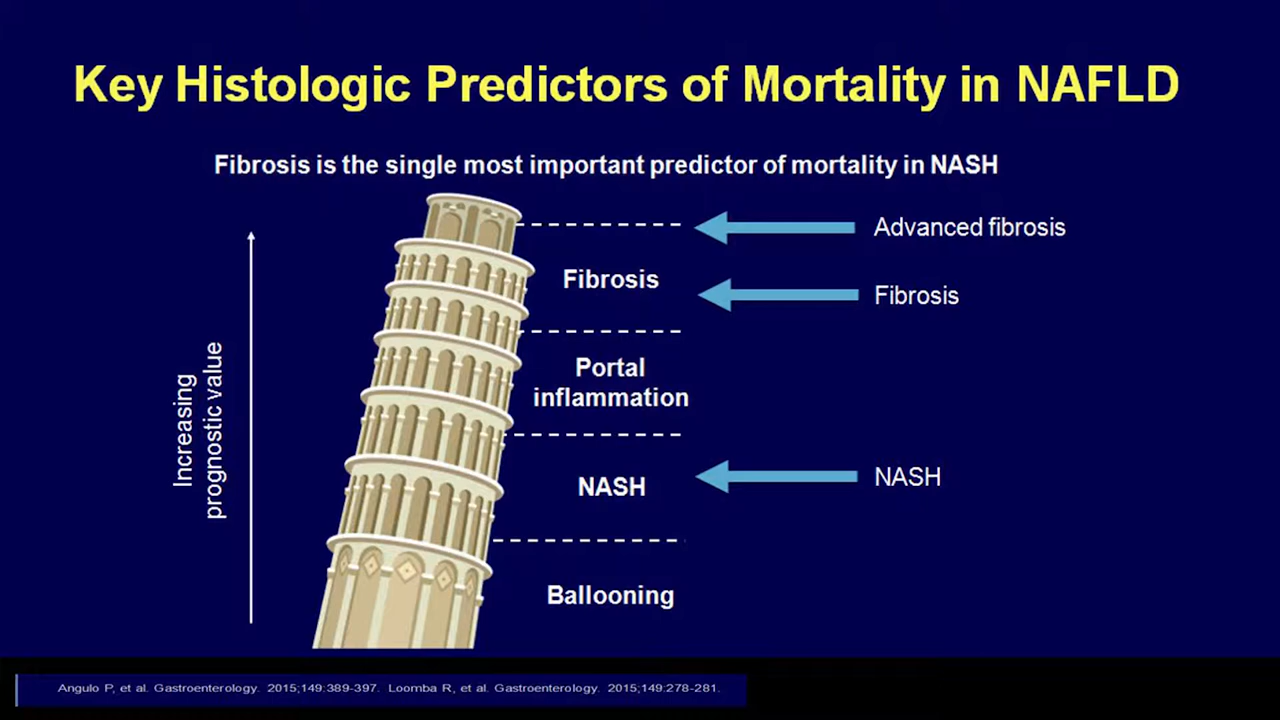 Key Histologic Predictors of Mortality in NAFLD
Fibrosis is the single most important predictor of mortality in NASH
Advanced fibrosis
Fibrosis
Fibrosis
Portal
inflammation
Increasing
prognostic value
NASH
NASH
Ballooning
Angulo P, et al. Gastroenterology. 2015;149:389-397. Loomba R, et al. Gastroenterology. 2015;149:278-281.